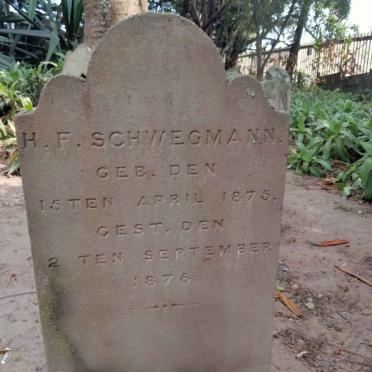 H. F. SCHWEGMANN.
GEB. DEN
15TEN APRIL 1875.
GEST. DEN
2 TEN SEPTEMBER
1878.